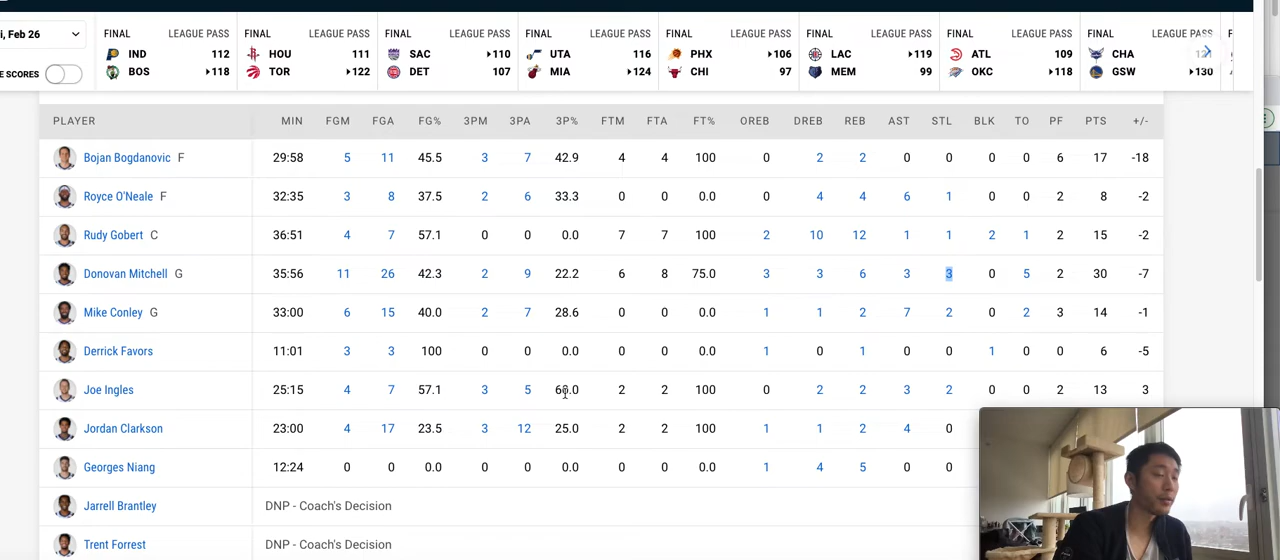 i, Feb 26
E SCORES
FINAL LEAGUE PASS
IND 112
BOS 118
FINAL LEAGUE PASS
HOU 111
TOR 122
FINAL LEAGUE PASS
SAC 110
DET 107
FINAL LEAGUE PASS
UTA 116
MIA 124
FINAL LEAGUE PASS
PHX 106
CHI 97
FINAL LEAGUE PASS
LAC 119
MEM 99
FINAL LEAGUE PASS
ATL 109
OKC 118
FINAL LEAGUE PASS
CHA
GSW 130
PLAYER MIN FGM FGA FG% 3PM 3PA 3P% FTM FTA FT% OREB DREB REB AST STL BLK TO PF PTS +/-
Bojan Bogdanovic F 29:58 5 11 45.5 3 7 42.9 4 4 100 0 2 2 0 0 0 0 6 17 -18
Royce O'Neale F 32:35 3 8 37.5 2 6 33.3 0 0 0.0 0 4 4 6 1 0 0 2 8 -2
Rudy Gobert C 36:51 4 7 57.1 0 0 0.0 7 7 100 2 10 12 1 1 2 1 2 15 -2
Donovan Mitchell G 35:56 11 26 42.3 2 9 22.2 6 8 75.0 3 3 6 3 3 0 5 2 30 -7
Mike Conley G 33:00 6 15 40.0 2 7 28.6 0 0 0.0 1 1 2 7 2 0 2 3 14 -1
Derrick Favors 11:01 3 3 100 0 0 0.0 0 0 0.0 1 0 1 0 0 1 0 0 6 -5
Joe Ingles 25:15 4 7 57.1 3 5 60.0 2 2 100 0 2 2 3 2 0 0 2 13 3
Jordan Clarkson 23:00 4 17 23.5 3 12 25.0 2 2 100 1 1 2 4 0
Georges Niang 12:24 0 0 0.0 0 0 0.0 0 0 0.0 1 4 5 0 0
Jarrell Brantley DNP - Coach's Decision
Trent Forrest DNP - Coach's Decision